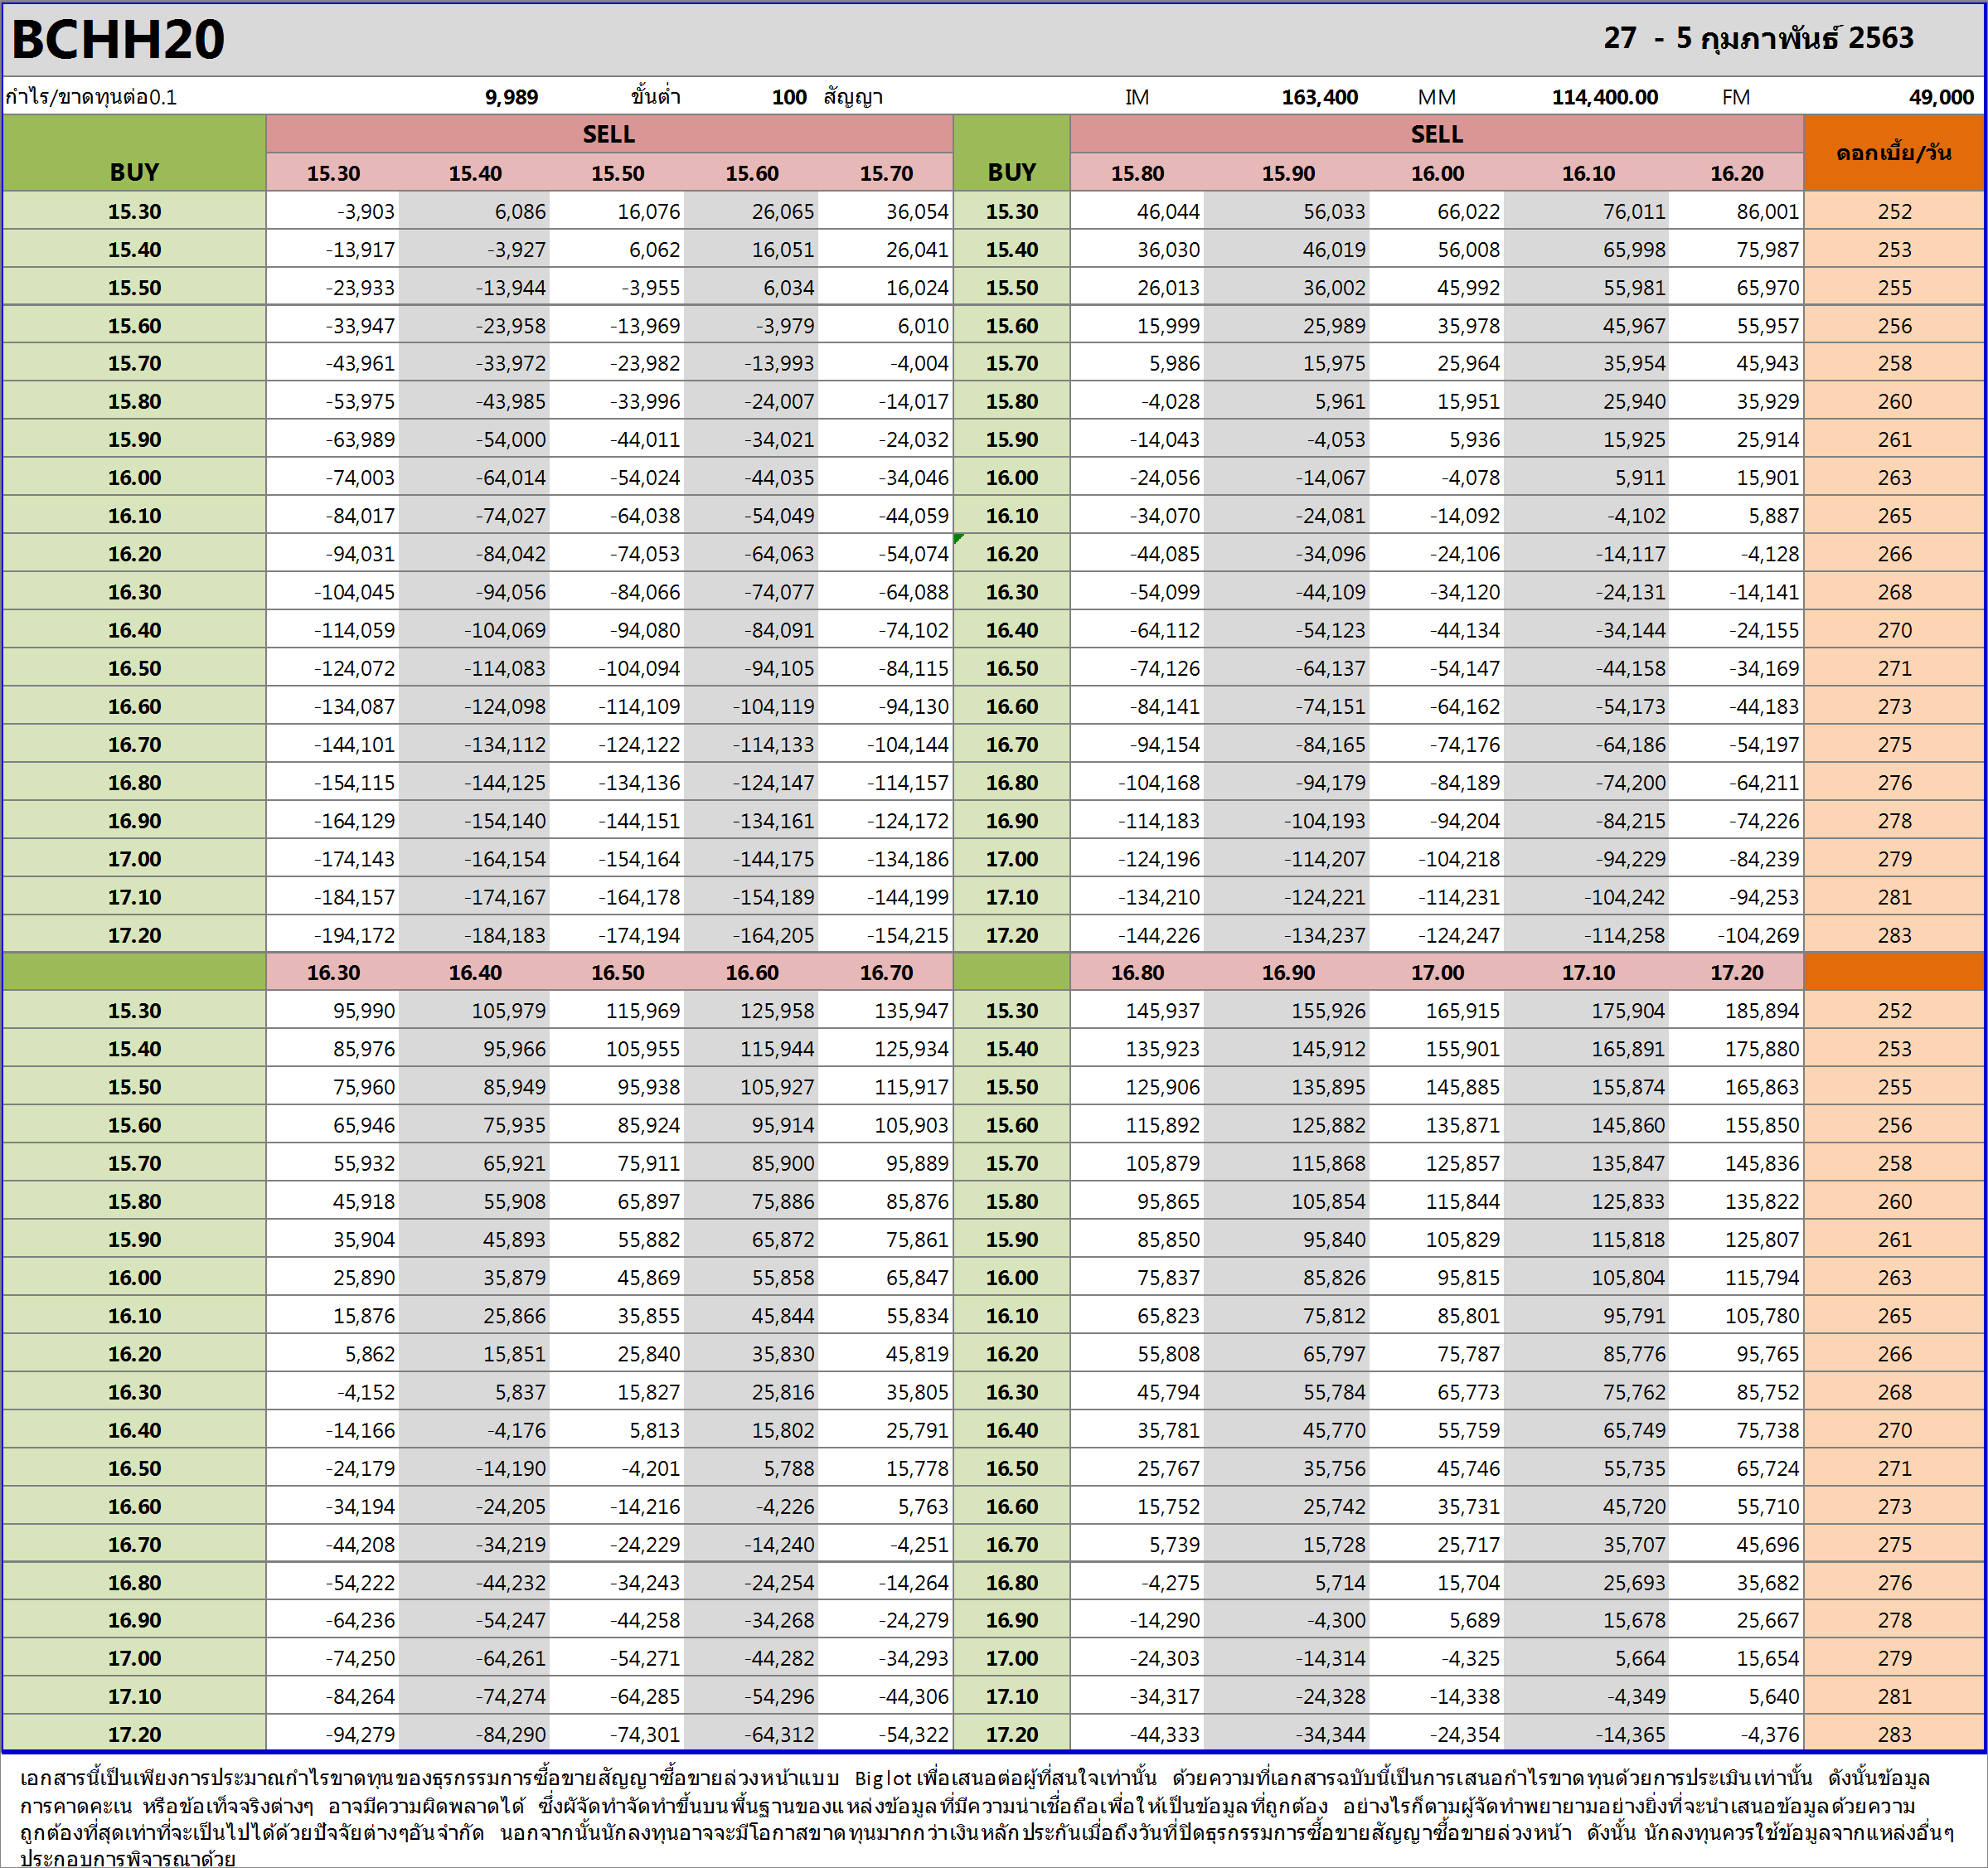 BCHH20 27 - 5 กุมภาพันธ์ 2563
กำไร/ขาดทุนต่อ0.1 9,989 ขั้นต่ำ 100 สัญญา IM 163,400 MM 114,400.00 FM 49,000
BUY SELL BUY SELL ดอกเบี้ย/วัน
15.30 15.40 15.50 15.60 15.70 15.80 15.90 16.00 16.10 16.20
15.30 -3,903 6,086 16,076 26,065 36,054 15.30 46,044 56,033 66,022 76,011 86,001 252
15.40 -13,917 -3,927 6,062 16,051 26,041 15.40 36,030 46,019 56,008 65,998 75,987 253
15.50 -23,933 -13,944 -3,955 6,034 16,024 15.50 26,013 36,002 45,992 55,981 65,970 255
15.60 -33,947 -23,958 -13,969 -3,979 6,010 15.60 15,999 25,989 35,978 45,967 55,957 256
15.70 -43,961 -33,972 -23,982 -13,993 -4,004 15.70 5,986 15,975 25,964 35,954 45,943 258
15.80 -53,975 -43,985 -33,996 -24,007 -14,017 15.80 -4,028 5,961 15,951 25,940 35,929 260
15.90 -63,989 -54,000 -44,011 -34,021 -24,032 15.90 -14,043 -4,053 5,936 15,925 25,914 261
16.00 -74,003 -64,014 -54,024 -44,035 -34,046 16.00 -24,056 -14,067 -4,078 5,911 15,901 263
16.10 -84,017 -74,027 -64,038 -54,049 -44,059 16.10 -34,070 -24,081 -14,092 -4,102 5,887 265
16.20 -94,031 -84,042 -74,053 -64,063 -54,074 16.20 -44,085 -34,096 -24,106 -14,117 -4,128 266
16.30 -104,045 -94,056 -84,066 -74,077 -64,088 16.30 -54,099 -44,109 -34,120 -24,131 -14,141 268
16.40 -114,059 -104,069 -94,080 -84,091 -74,102 16.40 -64,112 -54,123 -44,134 -34,144 -24,155 270
16.50 -124,072 -114,083 -104,094 -94,105 -84,115 16.50 -74,126 -64,137 -54,147 -44,158 -34,169 271
16.60 -134,087 -124,098 -114,109 -104,119 -94,130 16.60 -84,141 -74,151 -64,162 -54,173 -44,183 273
16.70 -144,101 -134,112 -124,122 -114,133 -104,144 16.70 -94,154 -84,165 -74,176 -64,186 -54,197 275
16.80 -154,115 -144,125 -134,136 -124,147 -114,157 16.80 -104,168 -94,179 -84,189 -74,200 -64,211 276
16.90 -164,129 -154,140 -144,151 -134,161 -124,172 16.90 -114,183 -104,193 -94,204 -84,215 -74,226 278
17.00 -174,143 -164,154 -154,164 -144,175 -134,186 17.00 -124,196 -114,207 -104,218 -94,229 -84,239 279
17.10 -184,157 -174,167 -164,178 -154,189 -144,199 17.10 -134,210 -124,221 -114,231 -104,242 -94,253 281
17.20 -194,172 -184,183 -174,194 -164,205 -154,215 17.20 -144,226 -134,237 -124,247 -114,258 -104,269 283
16.30 16.40 16.50 16.60 16.70 16.80 16.90 17.00 17.10 17.20
15.30 95,990 105,979 115,969 125,958 135,947 15.30 145,937 155,926 165,915 175,904 185,894 252
15.40 85,976 95,966 105,955 115,944 125,934 15.40 135,923 145,912 155,901 165,891 175,880 253
15.50 75,960 85,949 95,938 105,927 115,917 15.50 125,906 135,895 145,885 155,874 165,863 255
15.60 65,946 75,935 85,924 95,914 105,903 15.60 115,892 125,882 135,871 145,860 155,850 256
15.70 55,932 65,921 75,911 85,900 95,889 15.70 105,879 115,868 125,857 135,847 145,836 258
15.80 45,918 55,908 65,897 75,886 85,876 15.80 95,865 105,854 115,844 125,833 135,822 260
15.90 35,904 45,893 55,882 65,872 75,861 15.90 85,850 95,840 105,829 115,818 125,807 261
16.00 25,890 35,879 45,869 55,858 65,847 16.00 75,837 85,826 95,815 105,804 115,794 263
16.10 15,876 25,866 35,855 45,844 55,834 16.10 65,823 75,812 85,801 95,791 105,780 265
16.20 5,862 15,851 25,840 35,830 45,819 16.20 55,808 65,797 75,787 85,776 95,765 266
16.30 -4,152 5,837 15,827 25,816 35,805 16.30 45,794 55,784 65,773 75,762 85,752 268
16.40 -14,166 -4,176 5,813 15,802 25,791 16.40 35,781 45,770 55,759 65,749 75,738 270
16.50 -24,179 -14,190 -4,201 5,788 15,778 16.50 25,767 35,756 45,746 55,735 65,724 271
16.60 -34,194 -24,205 -14,216 -4,226 5,763 16.60 15,752 25,742 35,731 45,720 55,710 273
16.70 -44,208 -34,219 -24,229 -14,240 -4,251 16.70 5,739 15,728 25,717 35,707 45,696 275
16.80 -54,222 -44,232 -34,243 -24,254 -14,264 16.80 -4,275 5,714 15,704 25,693 35,682 276
16.90 -64,236 -54,247 -44,258 -34,268 -24,279 16.90 -14,290 -4,300 5,689 15,678 25,667 278
17.00 -74,250 -64,261 -54,271 -44,282 -34,293 17.00 -24,303 -14,314 -4,325 5,664 15,654 279
17.10 -84,264 -74,274 -64,285 -54,296 -44,306 17.10 -34,317 -24,328 -14,338 -4,349 5,640 281
17.20 -94,279 -84,290 -74,301 -64,312 -54,322 17.20 -44,333 -34,344 -24,354 -14,365 -4,376 283
เอกสารนี้เป็นเพียงการประมาณกำไรขาดทุนของธุรกรรมการซื้อขายสัญญาซื้อขายล่วงหน้าแบบ Big lot เพื่อเสนอต่อผู้ที่สนใจเท่านั้น ด้วยความที่เอกสารฉบับนี้เป็นการเสนอกำไรขาดทุนด้วยการประเมินเท่านั้น ดังนั้นข้อมูล
การคาดคะเน หรือข้อเท็จจริงต่างๆ อาจมีความผิดพลาดได้ ซึ่งผัจัดทำจัดทำขึ้นบนพื้นฐานของแหล่งข้อมูลที่มีความน่าเชื่อถือเพื่อให้เป็นข้อมูลที่ถูกต้อง อย่างไรก็ตามผู้จัดทำพยายามอย่างยิ่งที่จะนำเสนอข้อมูลด้วยความ
ถูกต้องที่สุดเท่าที่จะเป็นไปได้ด้วยปัจจัยต่างๆอันจำกัด นอกจากนั้นนักลงทุนอาจจะมีโอกาสขาดทุนมากกว่าเงินหลักประกันเมื่อถึงวันที่ปิดธุรกรรมการซื้อขายสัญญาซื้อขายล่วงหน้า ดังนั้น นักลงทุนควรใช้ข้อมูลจากแหล่งอื่นๆ
ประกอบการพิจารณาด้วย